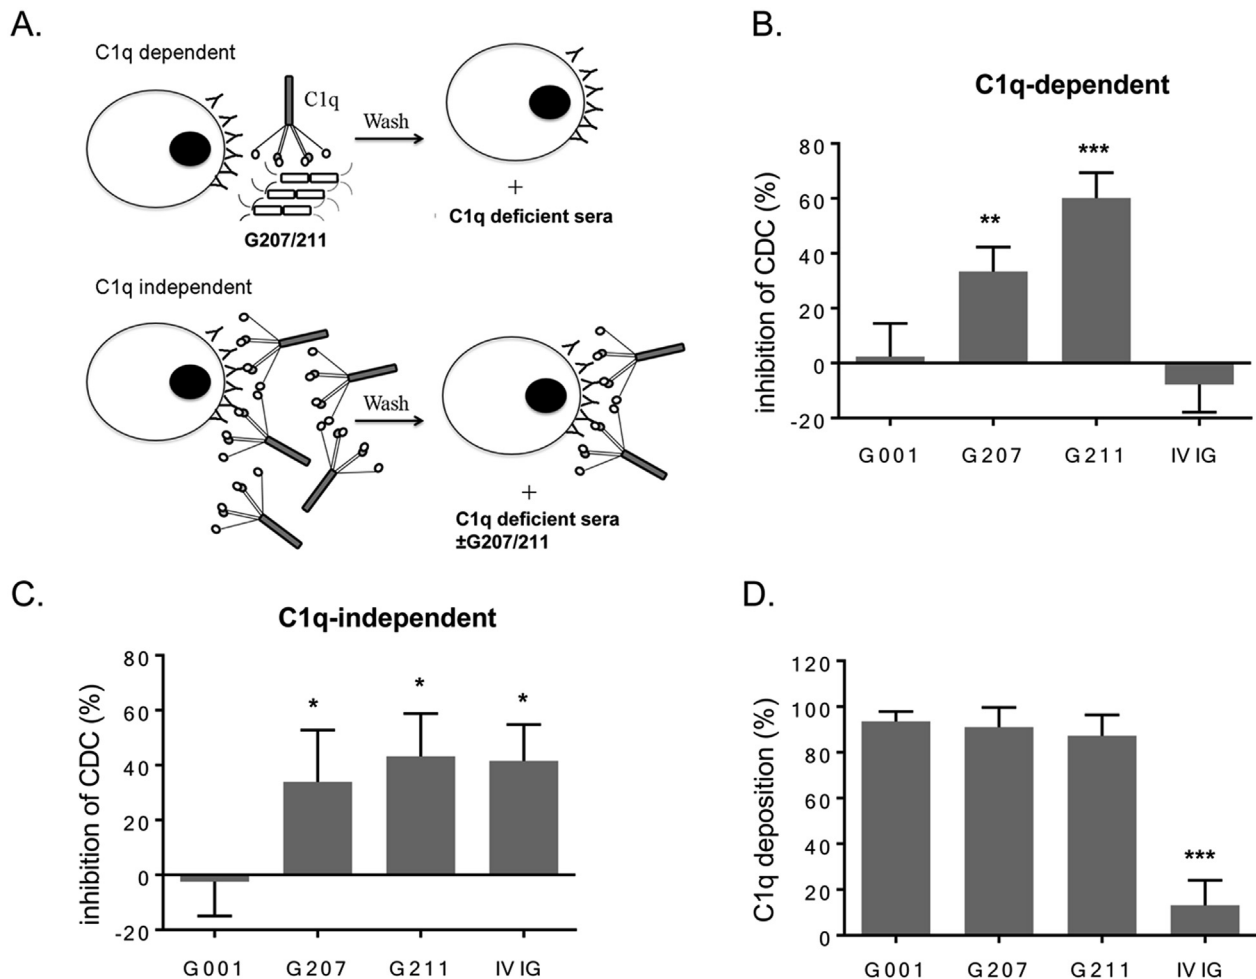 A.
C1q dependent
C1q
Wash
G207/211
+
C1q deficient sera
C1q independent
Wash
+
C1q deficient sera
±G207/211
B.
C1q-dependent
inhibition of CDC (%)
80
60
40
20
0
-20
**
***
G001
G207
G211
IVIG
C.
C1q-independent
inhibition of CDC (%)
80
60
40
20
0
-20
*
*
*
G001
G207
G211
IVIG
D.
C1q deposition (%)
120
100
80
60
40
20
0
***
G001
G207
G211
IVIG